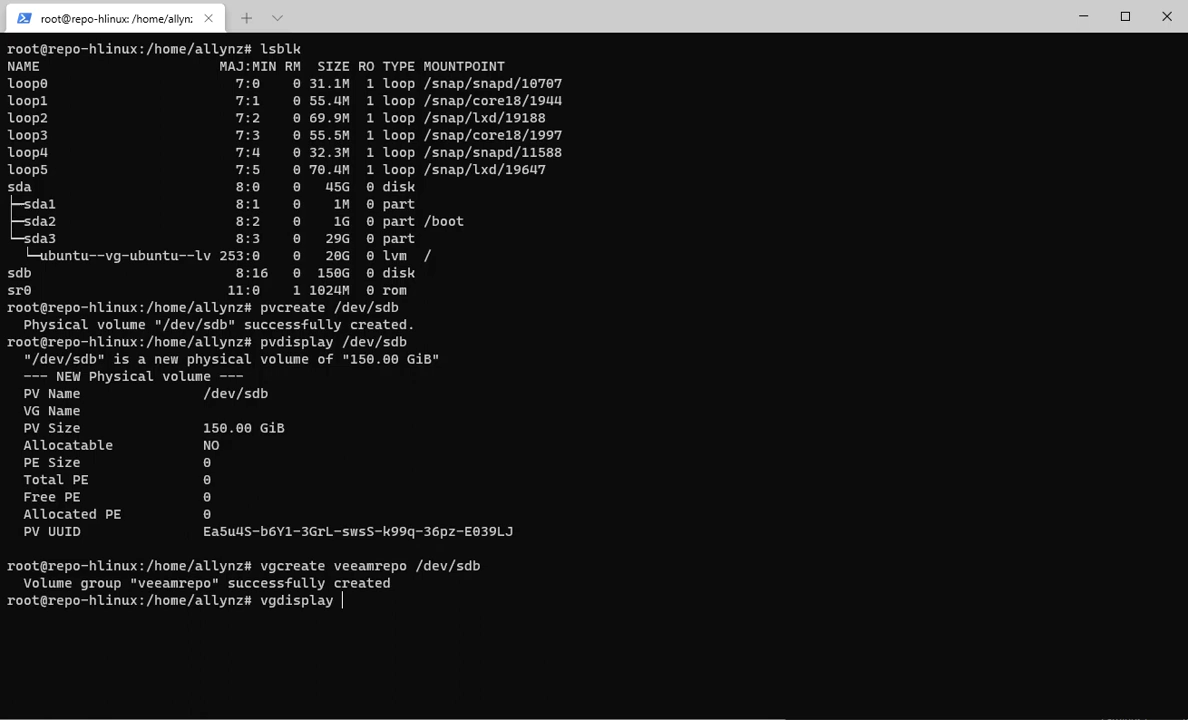 root@repo-hlinux: /home/allynz:
root@repo-hlinux:/home/allynz# lsblk
NAME                      MAJ:MIN RM  SIZE RO TYPE MOUNTPOINT
loop0                       7:0    0 31.1M  1 loop /snap/snapd/10707
loop1                       7:1    0 55.4M  1 loop /snap/core18/1944
loop2                       7:2    0 69.9M  1 loop /snap/lxd/19188
loop3                       7:3    0 55.5M  1 loop /snap/core18/1997
loop4                       7:4    0 32.3M  1 loop /snap/snapd/11588
loop5                       7:5    0 70.4M  1 loop /snap/lxd/19647
sda                         8:0    0   45G  0 disk
├─sda1                      8:1    0    1M  0 part
├─sda2                      8:2    0    1G  0 part /boot
└─sda3                      8:3    0   29G  0 part
  └─ubuntu--vg-ubuntu--lv 253:0    0   20G  0 lvm  /
sdb                         8:16   0  150G  0 disk
sr0                        11:0    1 1024M  0 rom
root@repo-hlinux:/home/allynz# pvcreate /dev/sdb
  Physical volume "/dev/sdb" successfully created.
root@repo-hlinux:/home/allynz# pvdisplay /dev/sdb
  "/dev/sdb" is a new physical volume of "150.00 GiB"
  --- NEW Physical volume ---
  PV Name               /dev/sdb
  VG Name
  PV Size               150.00 GiB
  Allocatable           NO
  PE Size               0
  Total PE              0
  Free PE               0
  Allocated PE          0
  PV UUID               Ea5u4S-b6Y1-3GrL-swsS-k99q-36pz-E039LJ
root@repo-hlinux:/home/allynz# vgcreate veeamrepo /dev/sdb
  Volume group "veeamrepo" successfully created
root@repo-hlinux:/home/allynz# vgdisplay